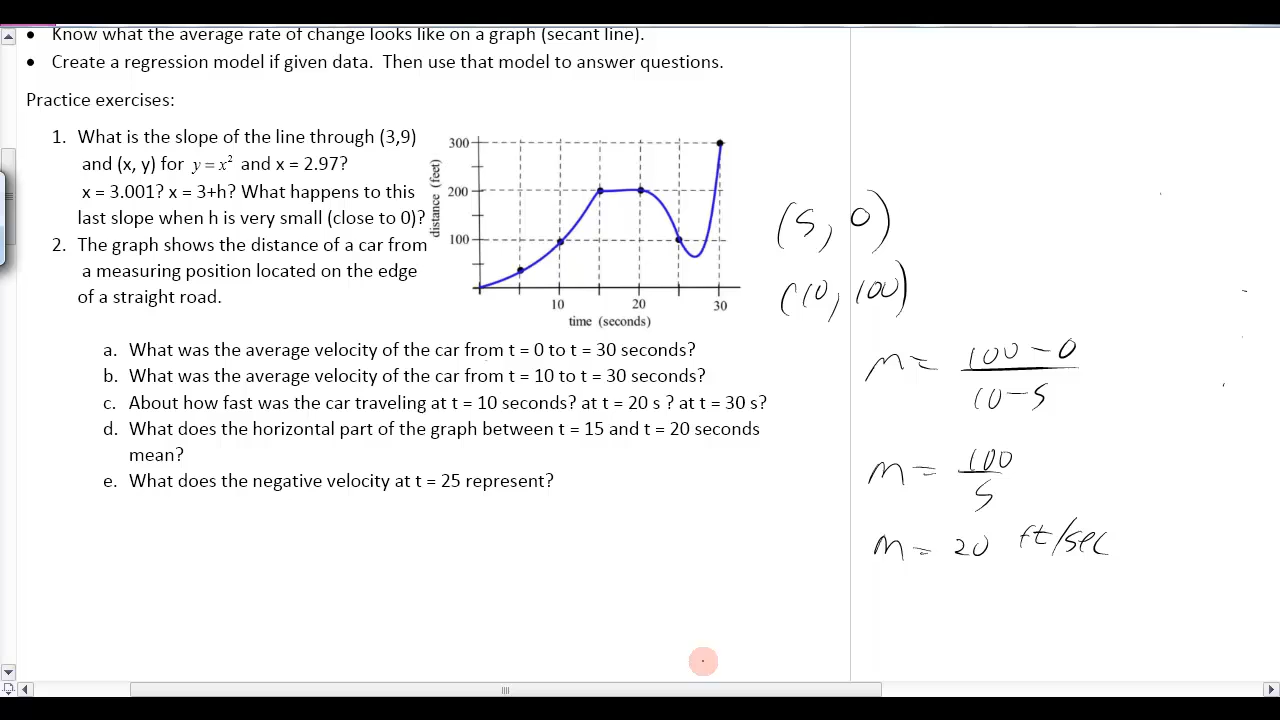 • Know what the average rate of change looks like on a graph (secant line).
• Create a regression model if given data. Then use that model to answer questions.
Practice exercises:
1. What is the slope of the line through (3,9)
and (x, y) for y = x² and x = 2.97?
x = 3.001? x = 3+h? What happens to this
last slope when h is very small (close to 0)?
2. The graph shows the distance of a car from
a measuring position located on the edge
of a straight road.
300
200
100
distance (feet)
10 20 30
time (seconds)
a. What was the average velocity of the car from t = 0 to t = 30 seconds?
b. What was the average velocity of the car from t = 10 to t = 30 seconds?
c. About how fast was the car traveling at t = 10 seconds? at t = 20 s ? at t = 30 s?
d. What does the horizontal part of the graph between t = 15 and t = 20 seconds
mean?
e. What does the negative velocity at t = 25 represent?
(5, 0)
(10, 100)
m = 100 - 0
10 - 5
m = 100
5
m = 20 ft/sec